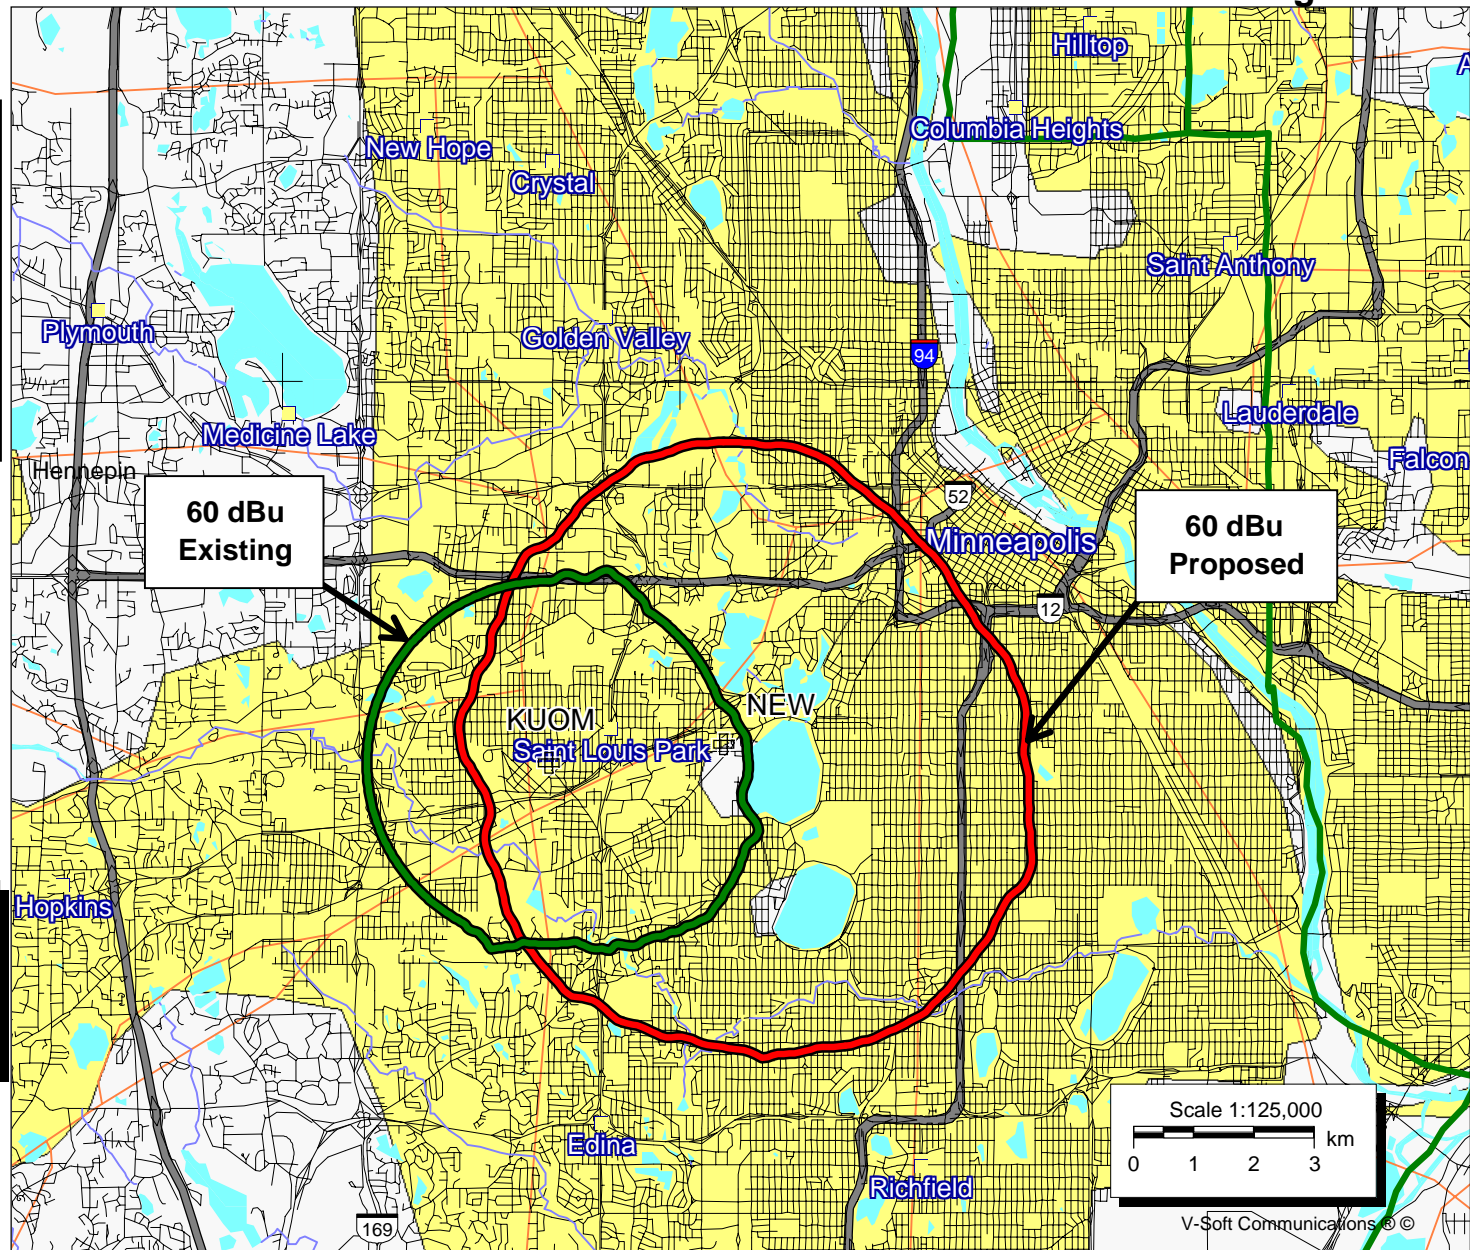 Hilltop
Columbia Heights
New Hope
Crystal
Saint Anthony
Plymouth
Golden Valley
94
Lauderdale
Medicine Lake
Falcon
Hennepin
60 dBu
Existing
52
Minneapolis
60 dBu
Proposed
12
NEW
KUOM
Saint Louis Park
Hopkins
Edina
Richfield
169
Scale 1:125,000
km
0 1 2 3
V-Soft Communications ® ©